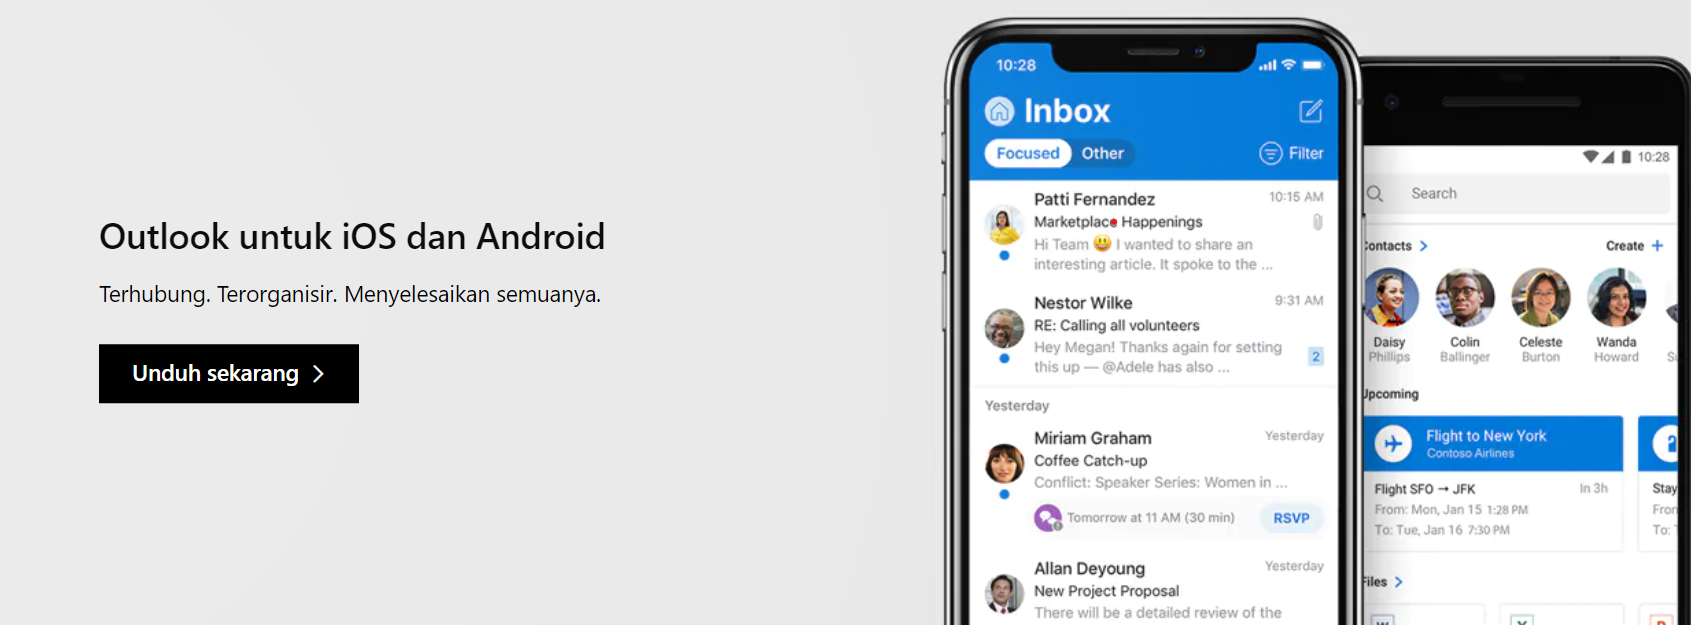 Outlook untuk iOS dan Android
Terhubung. Terorganisir. Menyelesaikan semuanya.
Unduh sekarang
10:28
Inbox
Focused
Other
Filter
Patti Fernandez
10:15 AM
Marketplace Happenings
Hi Team 😃 I wanted to share an
interesting article. It spoke to the ...
Nestor Wilke
9:31 AM
RE: Calling all volunteers
Hey Megan! Thanks again for setting
this up — @Adele has also ...
2
Yesterday
Miriam Graham
Yesterday
Coffee Catch-up
Conflict: Speaker Series: Women in ...
Tomorrow at 11 AM (30 min)
RSVP
Allan Deyoung
Yesterday
New Project Proposal
There will be a detailed review of the
10:28
Search
Contacts
Create
Daisy
Phillips
Colin
Ballinger
Celeste
Burton
Wanda
Howard
Upcoming
Flight to New York
Contoso Airlines
Flight SFO → JFK
In 3h
From: Mon, Jan 15 1:28 PM
To: Tue, Jan 16 7:30 PM
Stay
To:
Files